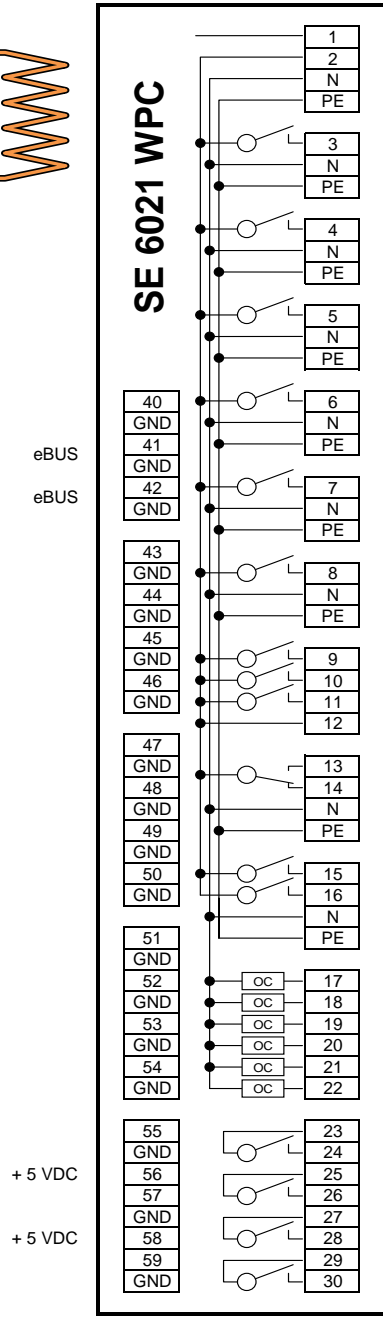 SE 6021 WPC
1
2
N
PE
3
N
PE
4
N
PE
5
N
PE
6
N
PE
7
N
PE
8
N
PE
9
10
11
12
13
14
N
PE
15
16
N
PE
OC 17
OC 18
OC 19
OC 20
OC 21
OC 22
23
24
25
26
27
28
29
30
40
GND
eBUS 41
GND
eBUS 42
GND
43
GND
44
GND
45
GND
46
GND
47
GND
48
GND
49
GND
50
GND
51
GND
52
GND
53
GND
54
GND
55
GND
+ 5 VDC 56
57
GND
+ 5 VDC 58
59
GND